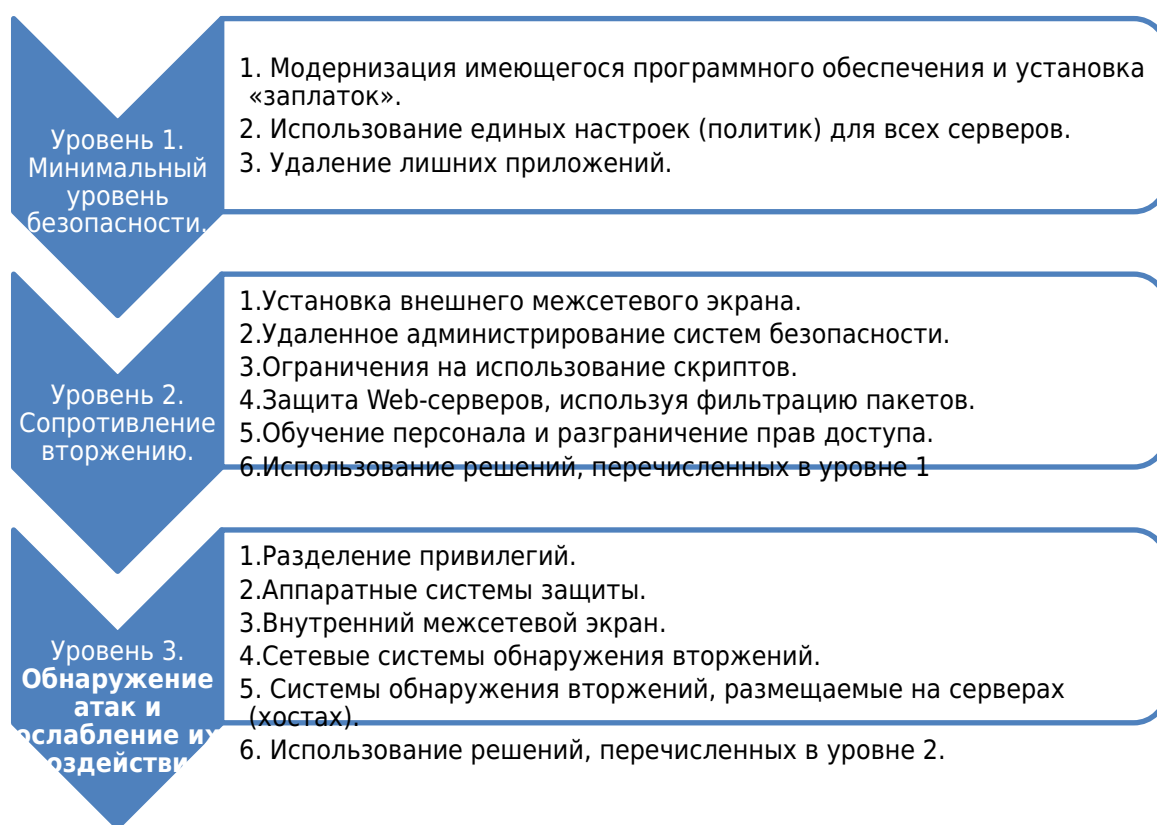 Уровень 1.
Минимальный
уровень
безопасности.
1. Модернизация имеющегося программного обеспечения и установка
«заплаток».
2. Использование единых настроек (политик) для всех серверов.
3. Удаление лишних приложений.
Уровень 2.
Сопротивление
вторжению.
1.Установка внешнего межсетевого экрана.
2.Удаленное администрирование систем безопасности.
3.Ограничения на использование скриптов.
4.Защита Web-серверов, используя фильтрацию пакетов.
5.Обучение персонала и разграничение прав доступа.
6.Использование решений, перечисленных в уровне 1
Уровень 3.
Обнаружение
атак и
ослабление их
воздействия
1.Разделение привилегий.
2.Аппаратные системы защиты.
3.Внутренний межсетевой экран.
4.Сетевые системы обнаружения вторжений.
5. Системы обнаружения вторжений, размещаемые на серверах
(хостах).
6. Использование решений, перечисленных в уровне 2.